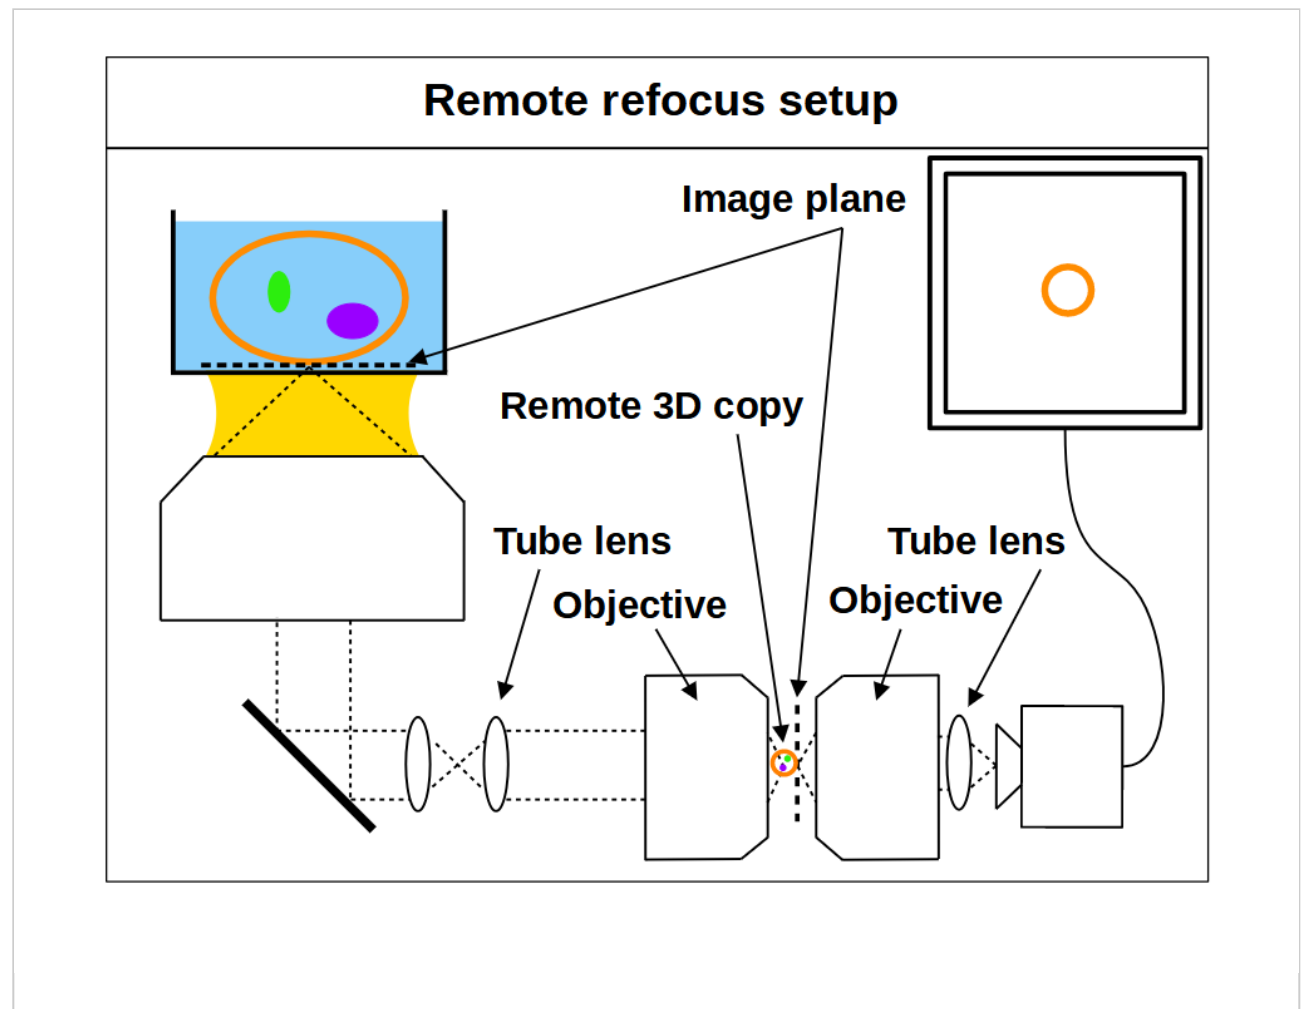 Remote refocus setup
Image plane
Remote 3D copy
Tube lens
Tube lens
Objective
Objective